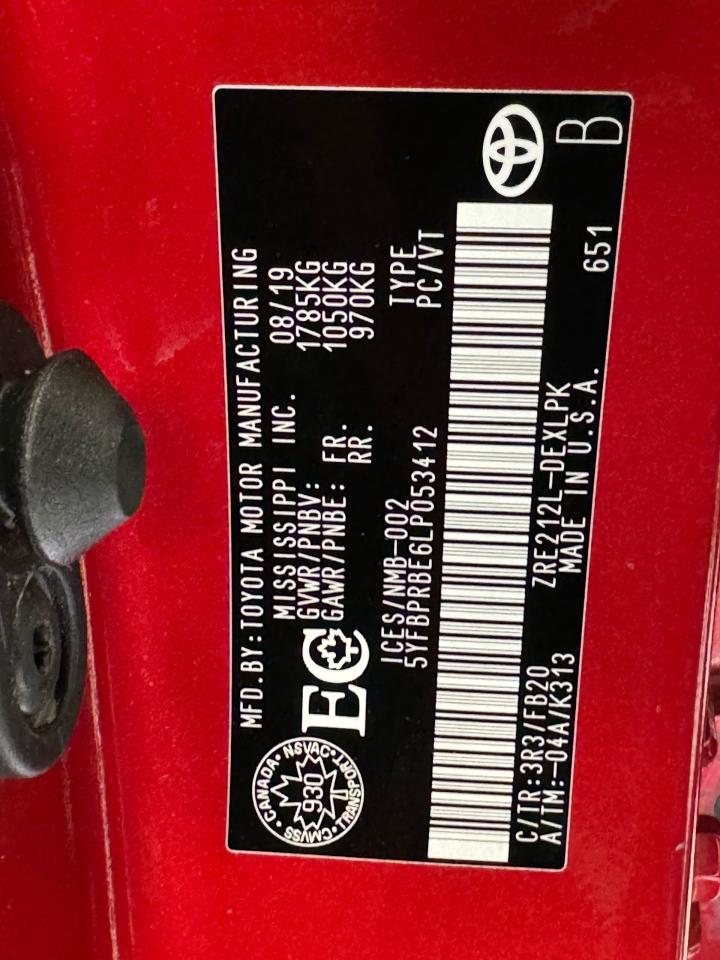 MFD.BY:TOYOTA MOTOR MANUFACTURING
MISSISSIPPI INC. 08/19
GVWR/PNBV: 1785KG
GAWR/PNBE: FR. 1050KG
RR. 970KG
EC
CANADA • NSVAC • TRANSPORT • CMVSS •
930
ICES/NMB-002
5YFBPRBE6LP053412
TYPE
PC/VT
C/TR:3R3/FB20
A/TM:-04A/K313
ZRE212L-DEXLPK
MADE IN U.S.A.
651
B